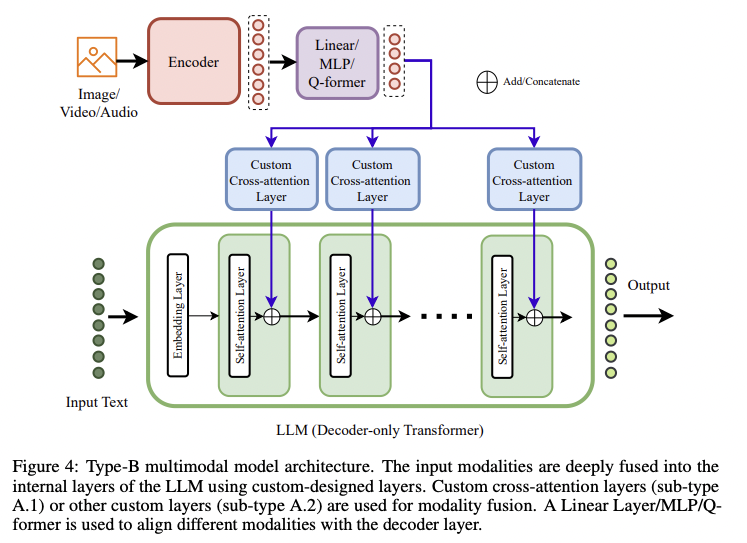 Image/
Video/Audio
Encoder
Linear/
MLP/
Q-former
Add/Concatenate
Custom
Cross-attention
Layer
Custom
Cross-attention
Layer
Custom
Cross-attention
Layer
Input Text
Embedding Layer
Self-attention Layer
Self-attention Layer
Self-attention Layer
Output
LLM (Decoder-only Transformer)
Figure 4: Type-B multimodal model architecture. The input modalities are deeply fused into the
internal layers of the LLM using custom-designed layers. Custom cross-attention layers (sub-type
A.1) or other custom layers (sub-type A.2) are used for modality fusion. A Linear Layer/MLP/Q-
former is used to align different modalities with the decoder layer.